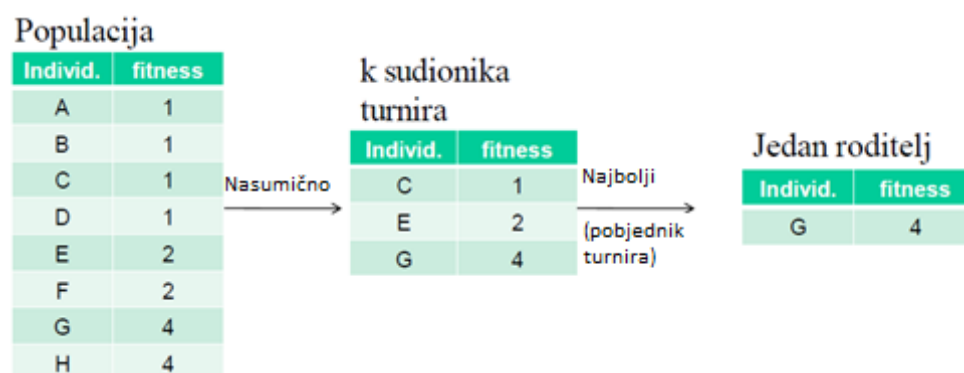 Populacija
Individ. fitness
A 1
B 1
C 1
D 1
E 2
F 2
G 4
H 4
Nasumično
k sudionika
turnira
Individ. fitness
C 1
E 2
G 4
Najbolji
(pobjednik
turnira)
Jedan roditelj
Individ. fitness
G 4